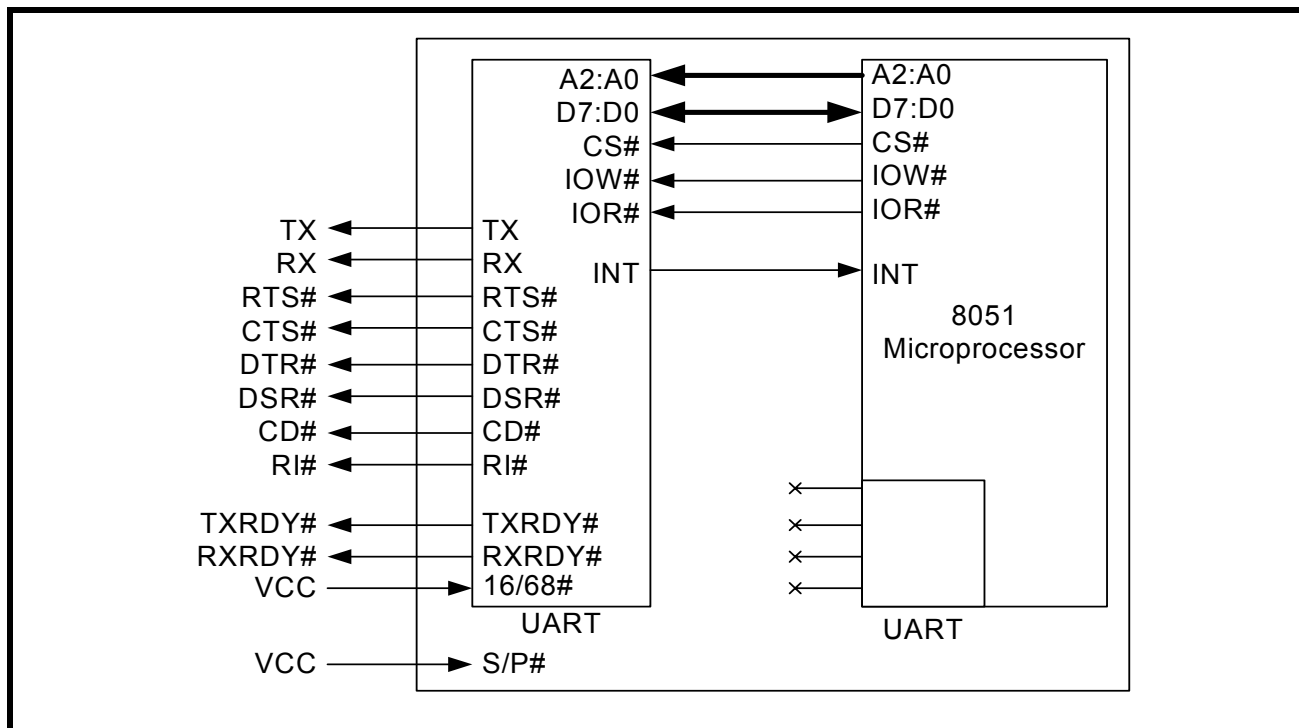 A2:A0
D7:D0
CS#
IOW#
IOR#
INT
A2:A0
D7:D0
CS#
IOW#
IOR#
INT
8051
Microprocessor
TX
RX
RTS#
CTS#
DTR#
DSR#
CD#
RI#
TXRDY#
RXRDY#
VCC
TX
RX
RTS#
CTS#
DTR#
DSR#
CD#
RI#
TXRDY#
RXRDY#
16/68#
UART
UART
VCC
S/P#